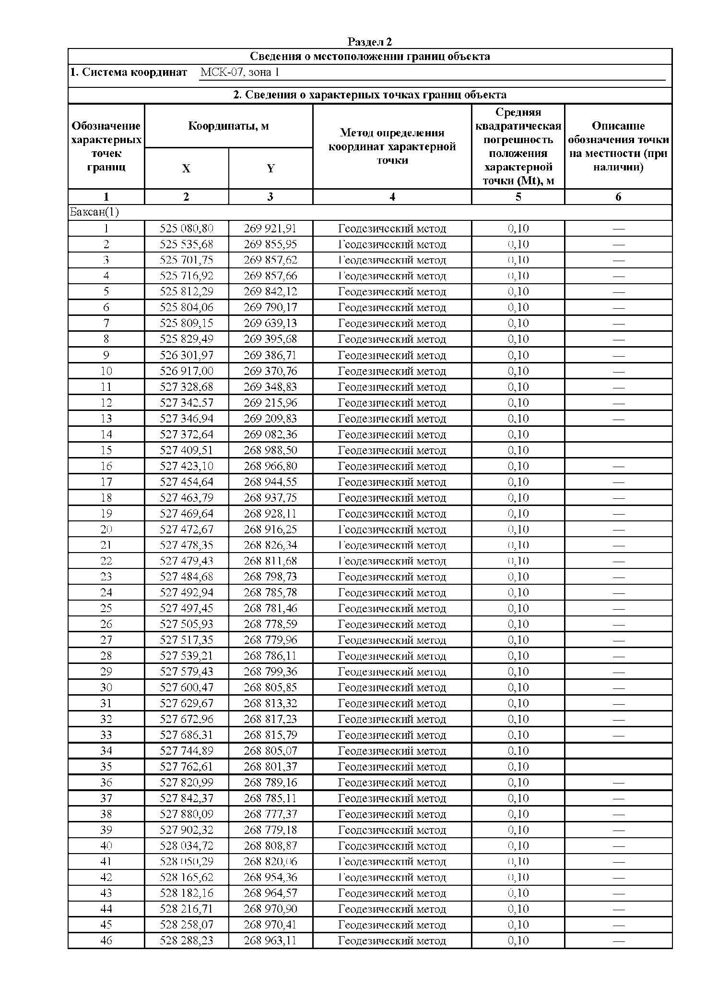 Раздел 2
Сведения о местоположении границ объекта
1. Система координат МСК-07, зона 1
2. Сведения о характерных точках границ объекта
Обозначение характерных точек границ
Координаты, м
X
Y
Метод определения координат характерной точки
Средняя квадратическая погрешность положения характерной точки (Mt), м
Описание обозначения точки на местности (при наличии)
1 2 3 4 5 6
Баксан(1)
1 525 080,80 269 921,91 Геодезический метод 0,10 —
2 525 535,68 269 855,95 Геодезический метод 0,10 —
3 525 701,75 269 857,62 Геодезический метод 0,10 —
4 525 716,92 269 857,66 Геодезический метод 0,10 —
5 525 812,29 269 842,12 Геодезический метод 0,10 —
6 525 804,06 269 790,17 Геодезический метод 0,10 —
7 525 809,15 269 639,13 Геодезический метод 0,10 —
8 525 829,49 269 395,68 Геодезический метод 0,10 —
9 526 301,97 269 386,71 Геодезический метод 0,10 —
10 526 917,00 269 370,76 Геодезический метод 0,10 —
11 527 328,68 269 348,83 Геодезический метод 0,10 —
12 527 342,57 269 215,96 Геодезический метод 0,10 —
13 527 346,94 269 209,83 Геодезический метод 0,10 —
14 527 372,64 269 082,36 Геодезический метод 0,10
15 527 409,51 268 988,50 Геодезический метод 0,10
16 527 423,10 268 966,80 Геодезический метод 0,10 —
17 527 454,64 268 944,55 Геодезический метод 0,10 —
18 527 463,79 268 937,75 Геодезический метод 0,10 —
19 527 469,64 268 928,11 Геодезический метод 0,10 —
20 527 472,67 268 916,25 Геодезический метод 0,10 —
21 527 478,35 268 826,34 Геодезический метод 0,10 —
22 527 479,43 268 811,68 Геодезический метод 0,10 —
23 527 484,68 268 798,73 Геодезический метод 0,10 —
24 527 492,94 268 785,78 Геодезический метод 0,10 —
25 527 497,45 268 781,46 Геодезический метод 0,10 —
26 527 505,93 268 778,59 Геодезический метод 0,10 —
27 527 517,35 268 779,96 Геодезический метод 0,10 —
28 527 539,21 268 786,11 Геодезический метод 0,10 —
29 527 579,43 268 799,36 Геодезический метод 0,10 —
30 527 600,47 268 805,85 Геодезический метод 0,10 —
31 527 629,67 268 813,32 Геодезический метод 0,10 —
32 527 672,96 268 817,23 Геодезический метод 0,10 —
33 527 686,31 268 815,79 Геодезический метод 0,10 —
34 527 744,89 268 805,07 Геодезический метод 0,10
35 527 762,61 268 801,37 Геодезический метод 0,10
36 527 820,99 268 789,16 Геодезический метод 0,10 —
37 527 842,37 268 785,11 Геодезический метод 0,10 —
38 527 880,09 268 777,37 Геодезический метод 0,10 —
39 527 902,32 268 779,18 Геодезический метод 0,10 —
40 528 034,72 268 808,87 Геодезический метод 0,10 —
41 528 050,29 268 820,06 Геодезический метод 0,10 —
42 528 165,62 268 954,36 Геодезический метод 0,10 —
43 528 182,16 268 964,57 Геодезический метод 0,10 —
44 528 216,71 268 970,90 Геодезический метод 0,10 —
45 528 258,07 268 970,41 Геодезический метод 0,10 —
46 528 288,23 268 963,11 Геодезический метод 0,10 —